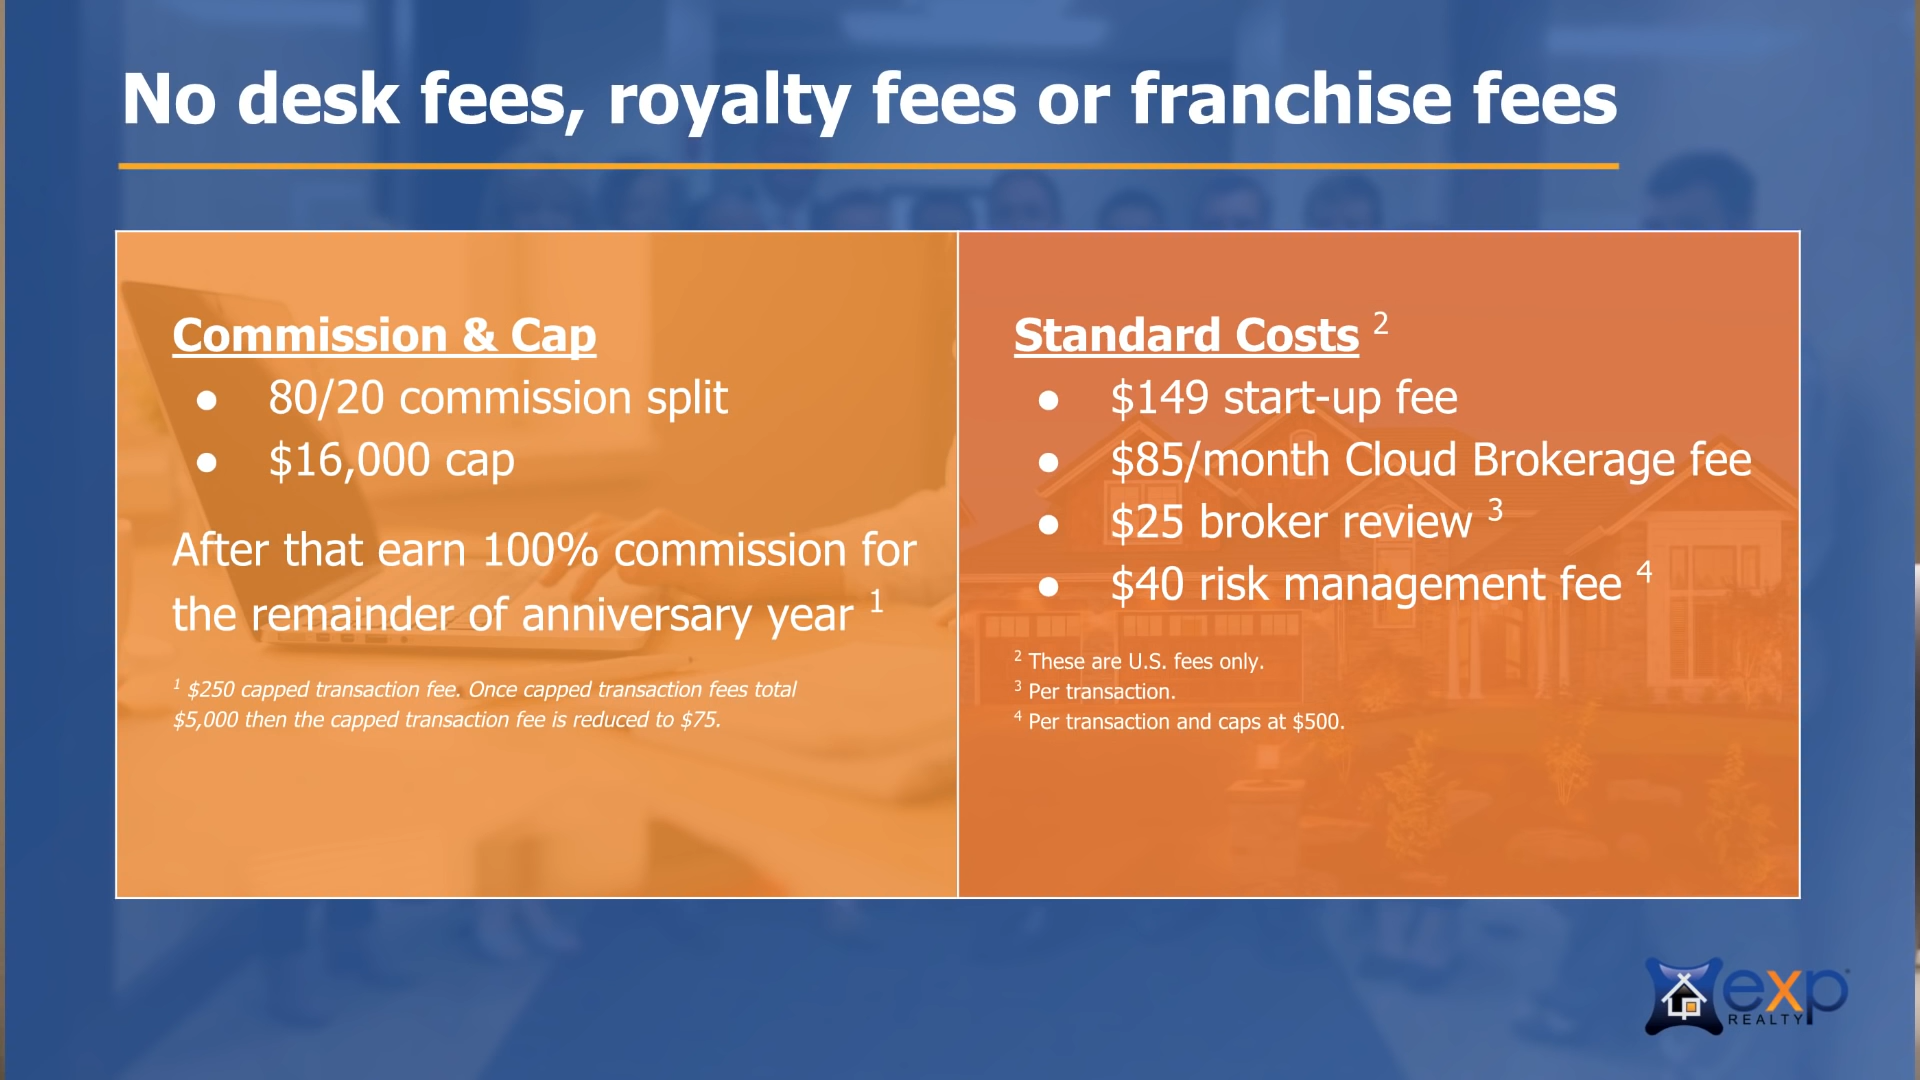 No desk fees, royalty fees or franchise fees
Commission & Cap
● 80/20 commission split
● $16,000 cap
After that earn 100% commission for
the remainder of anniversary year 1
1 $250 capped transaction fee. Once capped transaction fees total
$5,000 then the capped transaction fee is reduced to $75.
Standard Costs 2
● $149 start-up fee
● $85/month Cloud Brokerage fee
● $25 broker review 3
● $40 risk management fee 4
2 These are U.S. fees only.
3 Per transaction.
4 Per transaction and caps at $500.
exp
REALTY